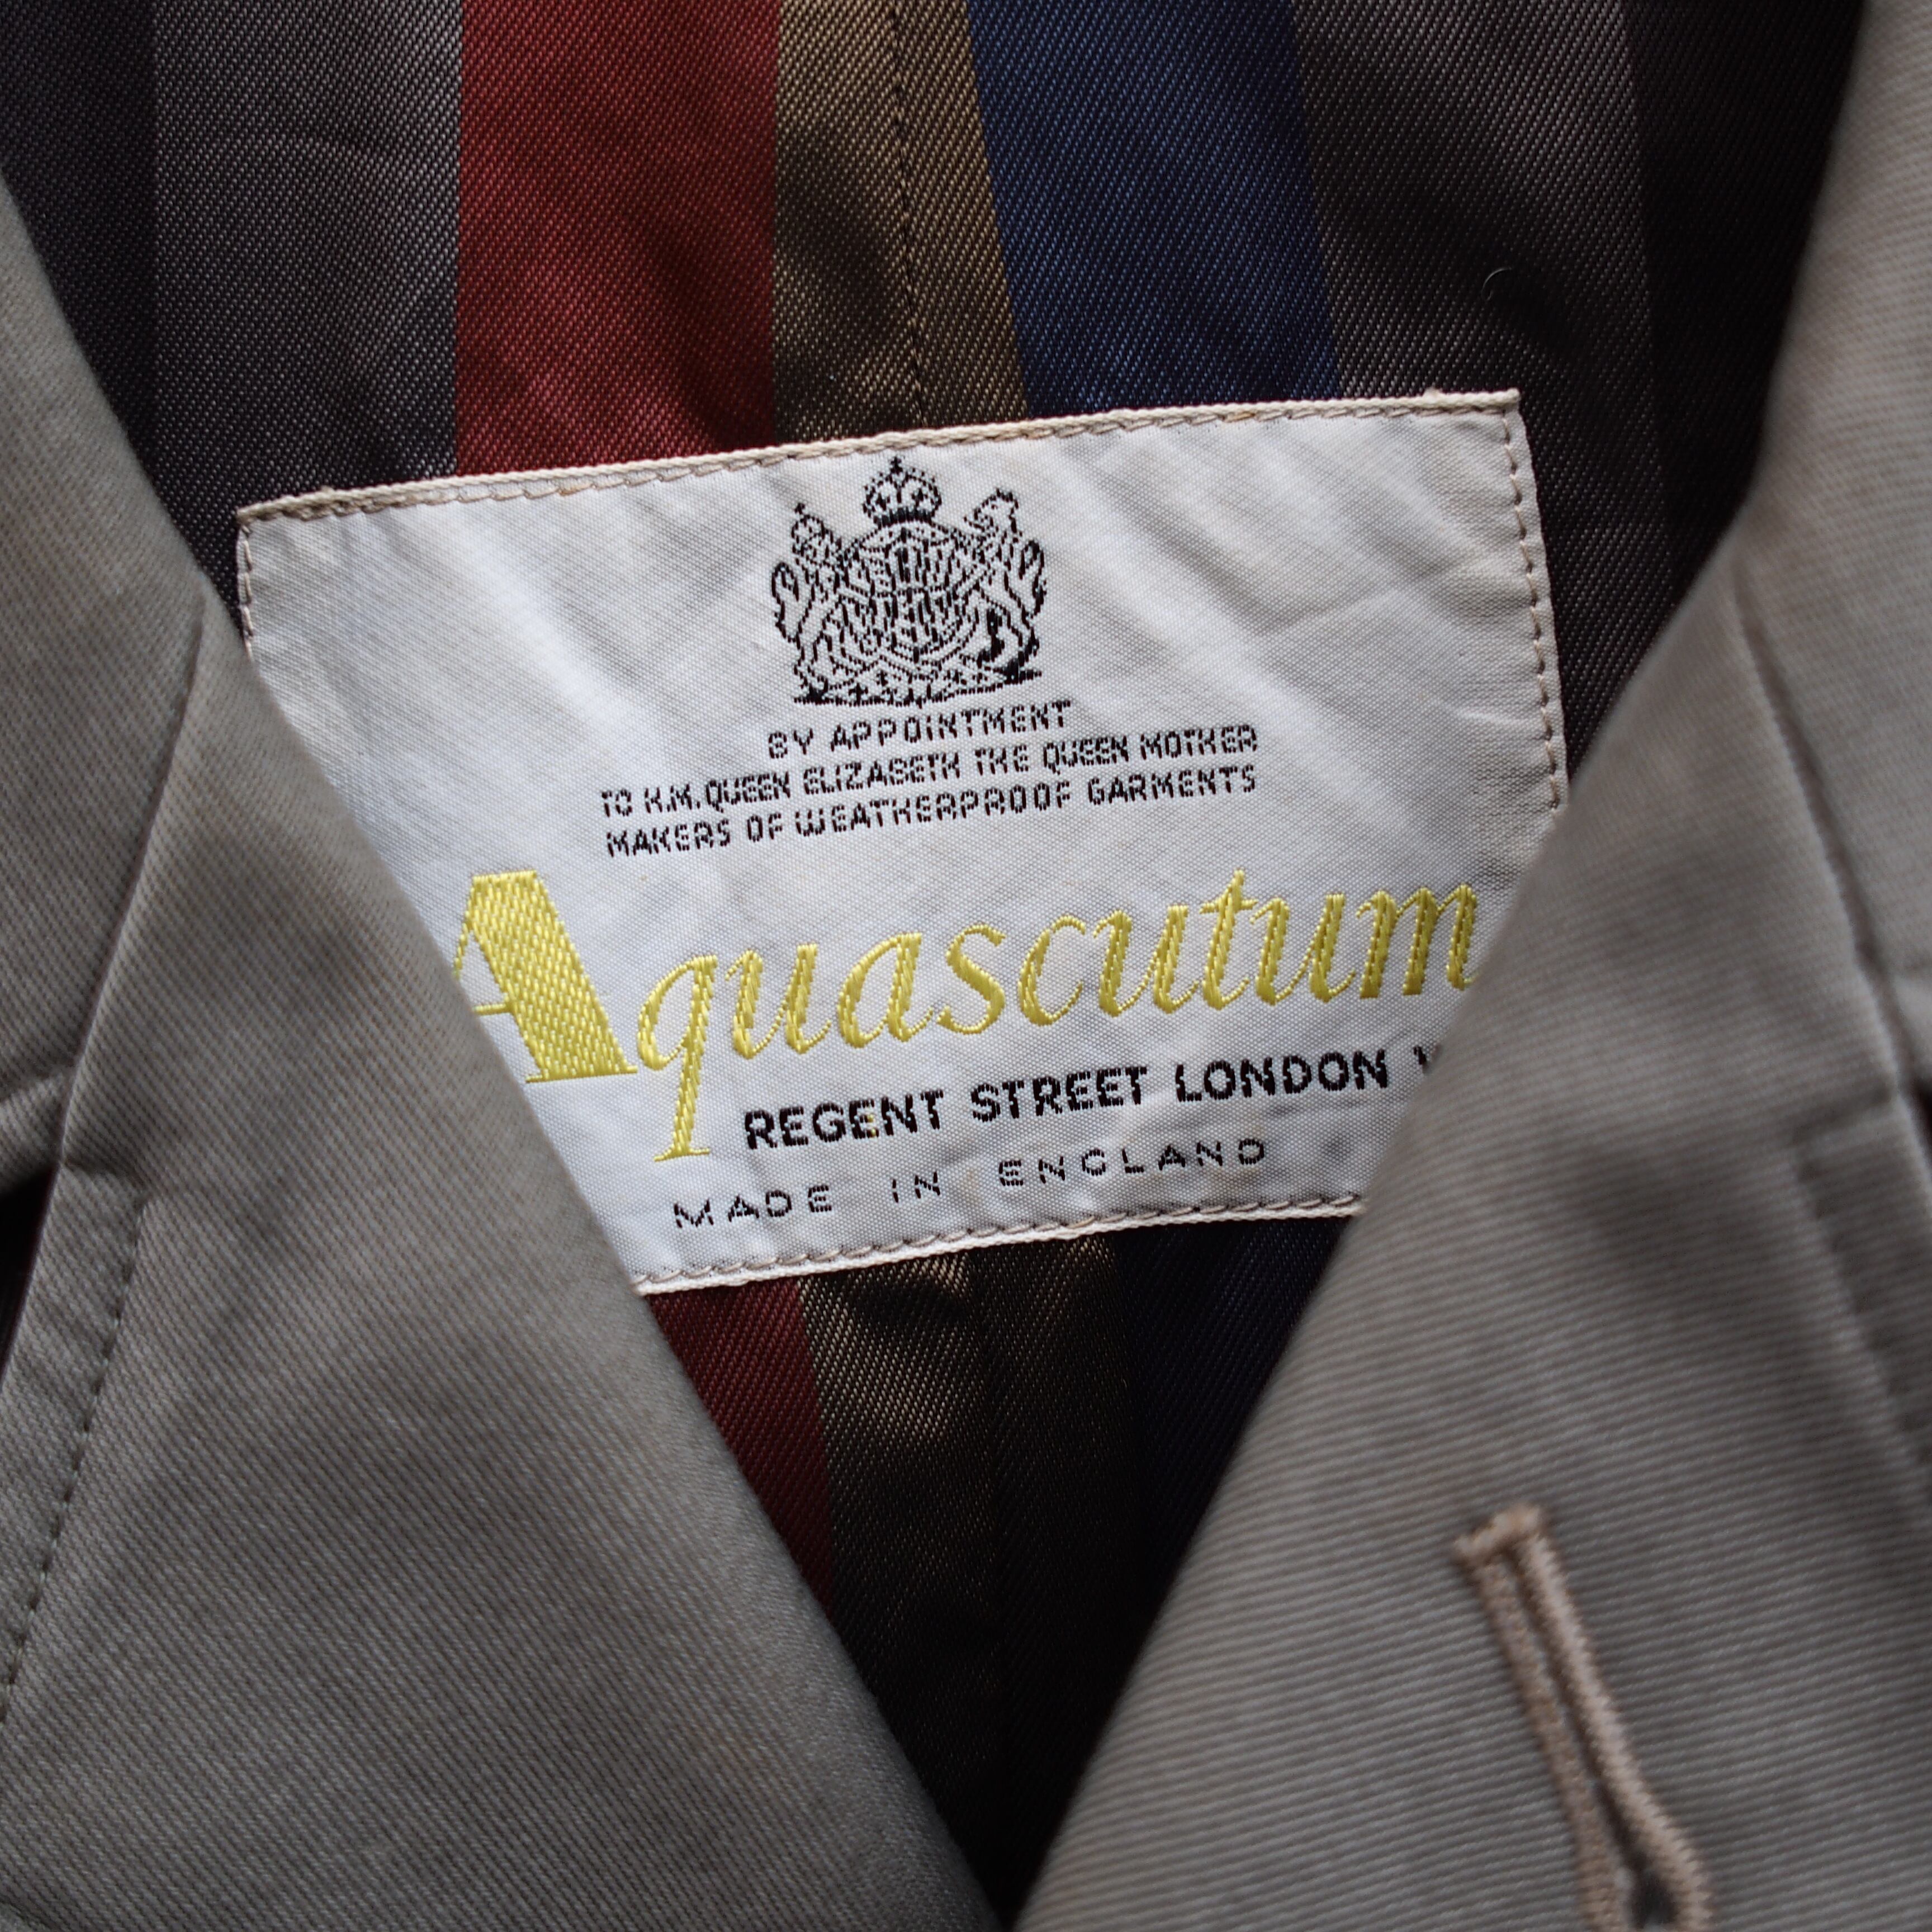 BY APPOINTMENT
TO H.M. QUEEN ELIZABETH THE QUEEN MOTHER
MAKERS OF WEATHERPROOF GARMENTS
Aquascutum
REGENT STREET LONDON
MADE IN ENGLAND